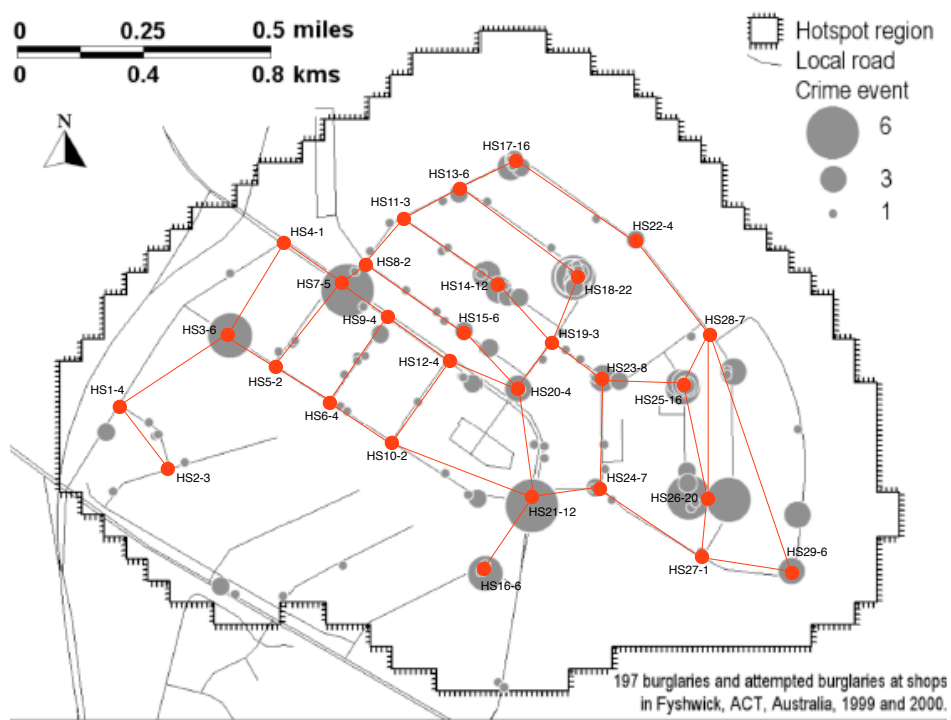 0 0.25 0.5 miles
0 0.4 0.8 kms
N
Hotspot region
Local road
Crime event
6
3
1
HS17-16
HS13-6
HS11-3
HS22-4
HS4-1
HS8-2
HS7-5
HS14-12
HS18-22
HS9-4
HS15-6
HS19-3
HS28-7
HS3-6
HS12-4
HS5-2
HS23-8
HS1-4
HS20-4
HS25-16
HS6-4
HS10-2
HS2-3
HS24-7
HS26-20
HS21-12
HS29-6
HS27-1
HS16-6
197 burglaries and attempted burglaries at shops
in Fyshwick, ACT, Australia, 1999 and 2000.